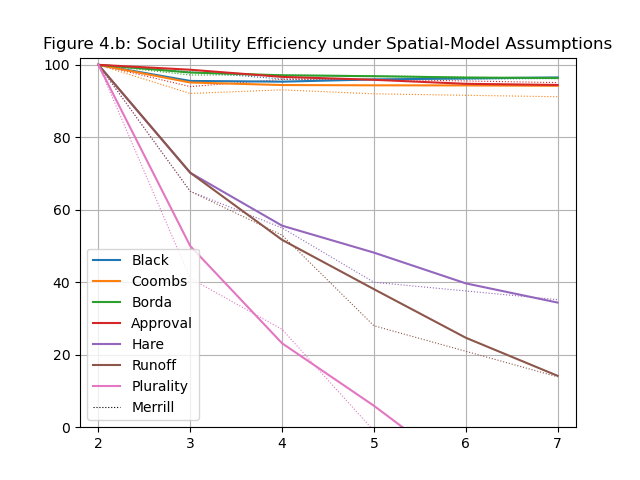 Figure 4.b: Social Utility Efficiency under Spatial-Model Assumptions
100
80
60
40
20
0
Black
Coombs
Borda
Approval
Hare
Runoff
Plurality
Merrill
2 3 4 5 6 7